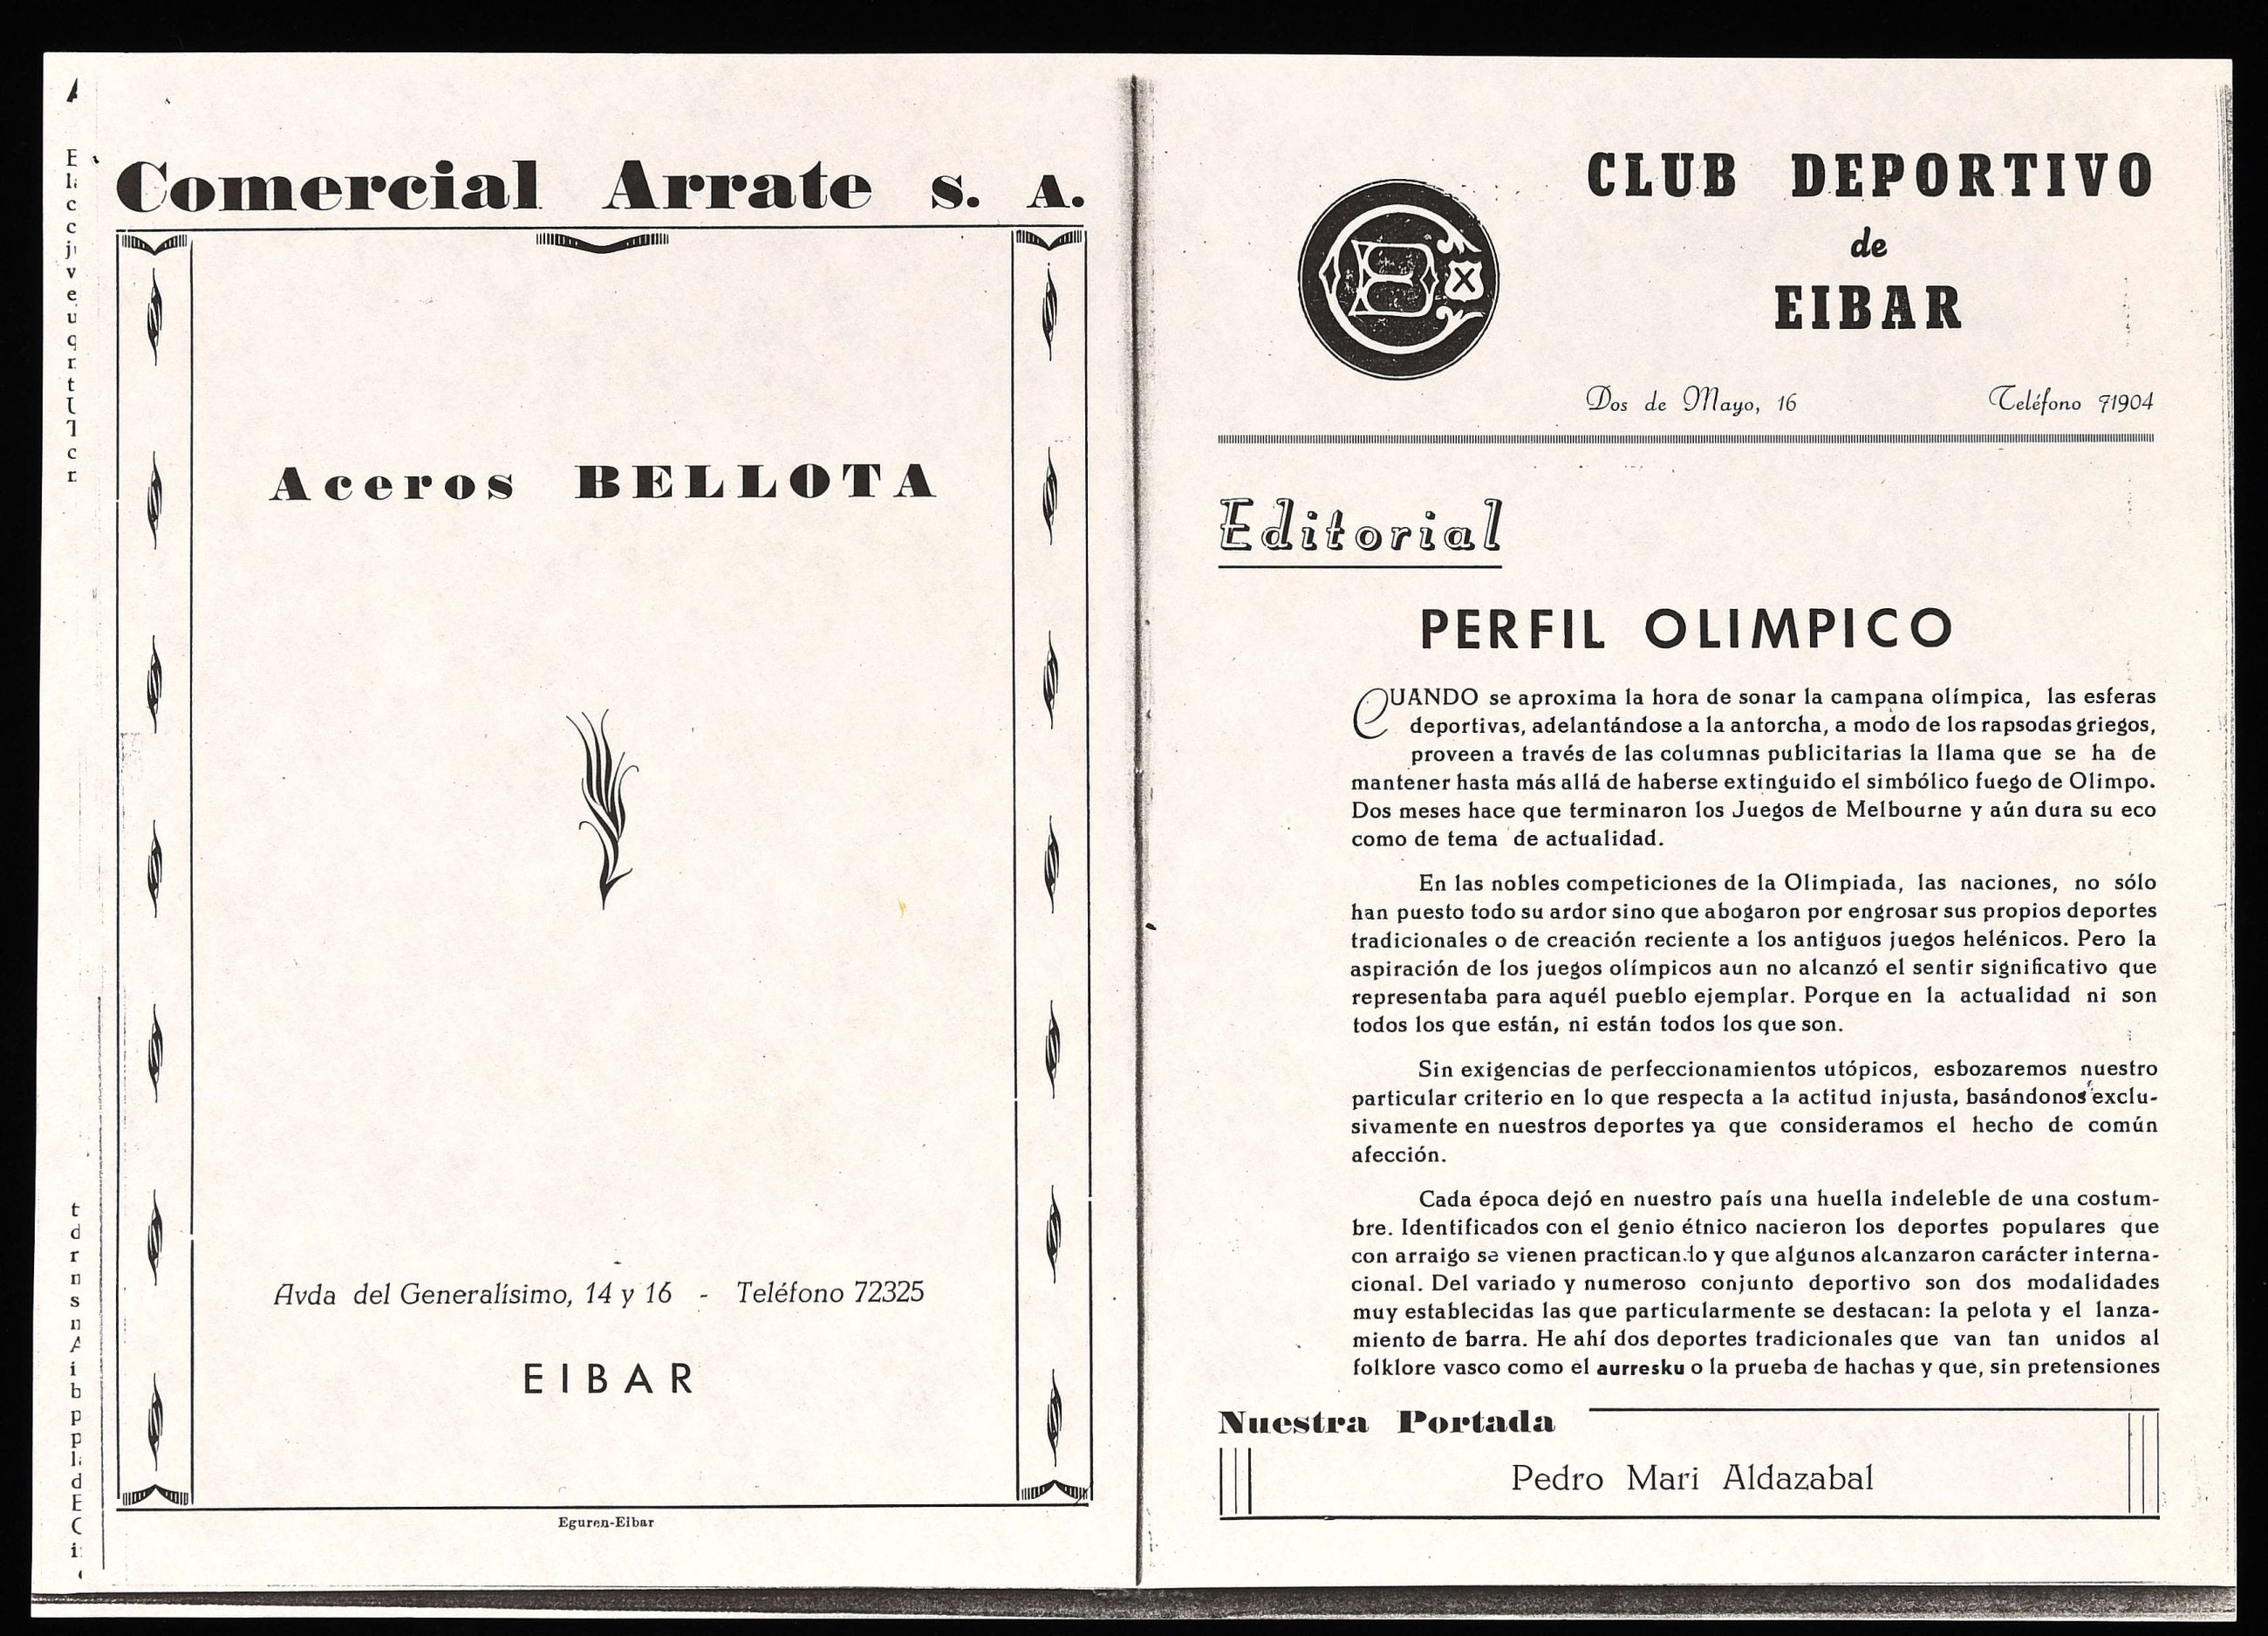 Comercial Arrate S. A.
Aceros BELLOTA
Avda del Generalísimo, 14 y 16 - Teléfono 72325
EIBAR
Eguren-Eibar
CLUB DEPORTIVO
de
EIBAR
Dos de Mayo, 16 Teléfono 71904
Editorial
PERFIL OLIMPICO
CUANDO se aproxima la hora de sonar la campana olímpica, las esferas
deportivas, adelantándose a la antorcha, a modo de los rapsodas griegos,
proveen a través de las columnas publicitarias la llama que se ha de
mantener hasta más allá de haberse extinguido el simbólico fuego de Olimpo.
Dos meses hace que terminaron los Juegos de Melbourne y aún dura su eco
como de tema de actualidad.
En las nobles competiciones de la Olimpiada, las naciones, no sólo
han puesto todo su ardor sino que abogaron por engrosar sus propios deportes
tradicionales o de creación reciente a los antiguos juegos helénicos. Pero la
aspiración de los juegos olímpicos aun no alcanzó el sentir significativo que
representaba para aquél pueblo ejemplar. Porque en la actualidad ni son
todos los que están, ni están todos los que son.
Sin exigencias de perfeccionamientos utópicos, esbozaremos nuestro
particular criterio en lo que respecta a la actitud injusta, basándonos exclu-
sivamente en nuestros deportes ya que consideramos el hecho de común
afección.
Cada época dejó en nuestro país una huella indeleble de una costum-
bre. Identificados con el genio étnico nacieron los deportes populares que
con arraigo se vienen practicando y que algunos alcanzaron carácter interna-
cional. Del variado y numeroso conjunto deportivo son dos modalidades
muy establecidas las que particularmente se destacan: la pelota y el lanza-
miento de barra. He ahí dos deportes tradicionales que van tan unidos al
folklore vasco como el aurresku o la prueba de hachas y que, sin pretensiones
Nuestra Portada
Pedro Mari Aldazabal